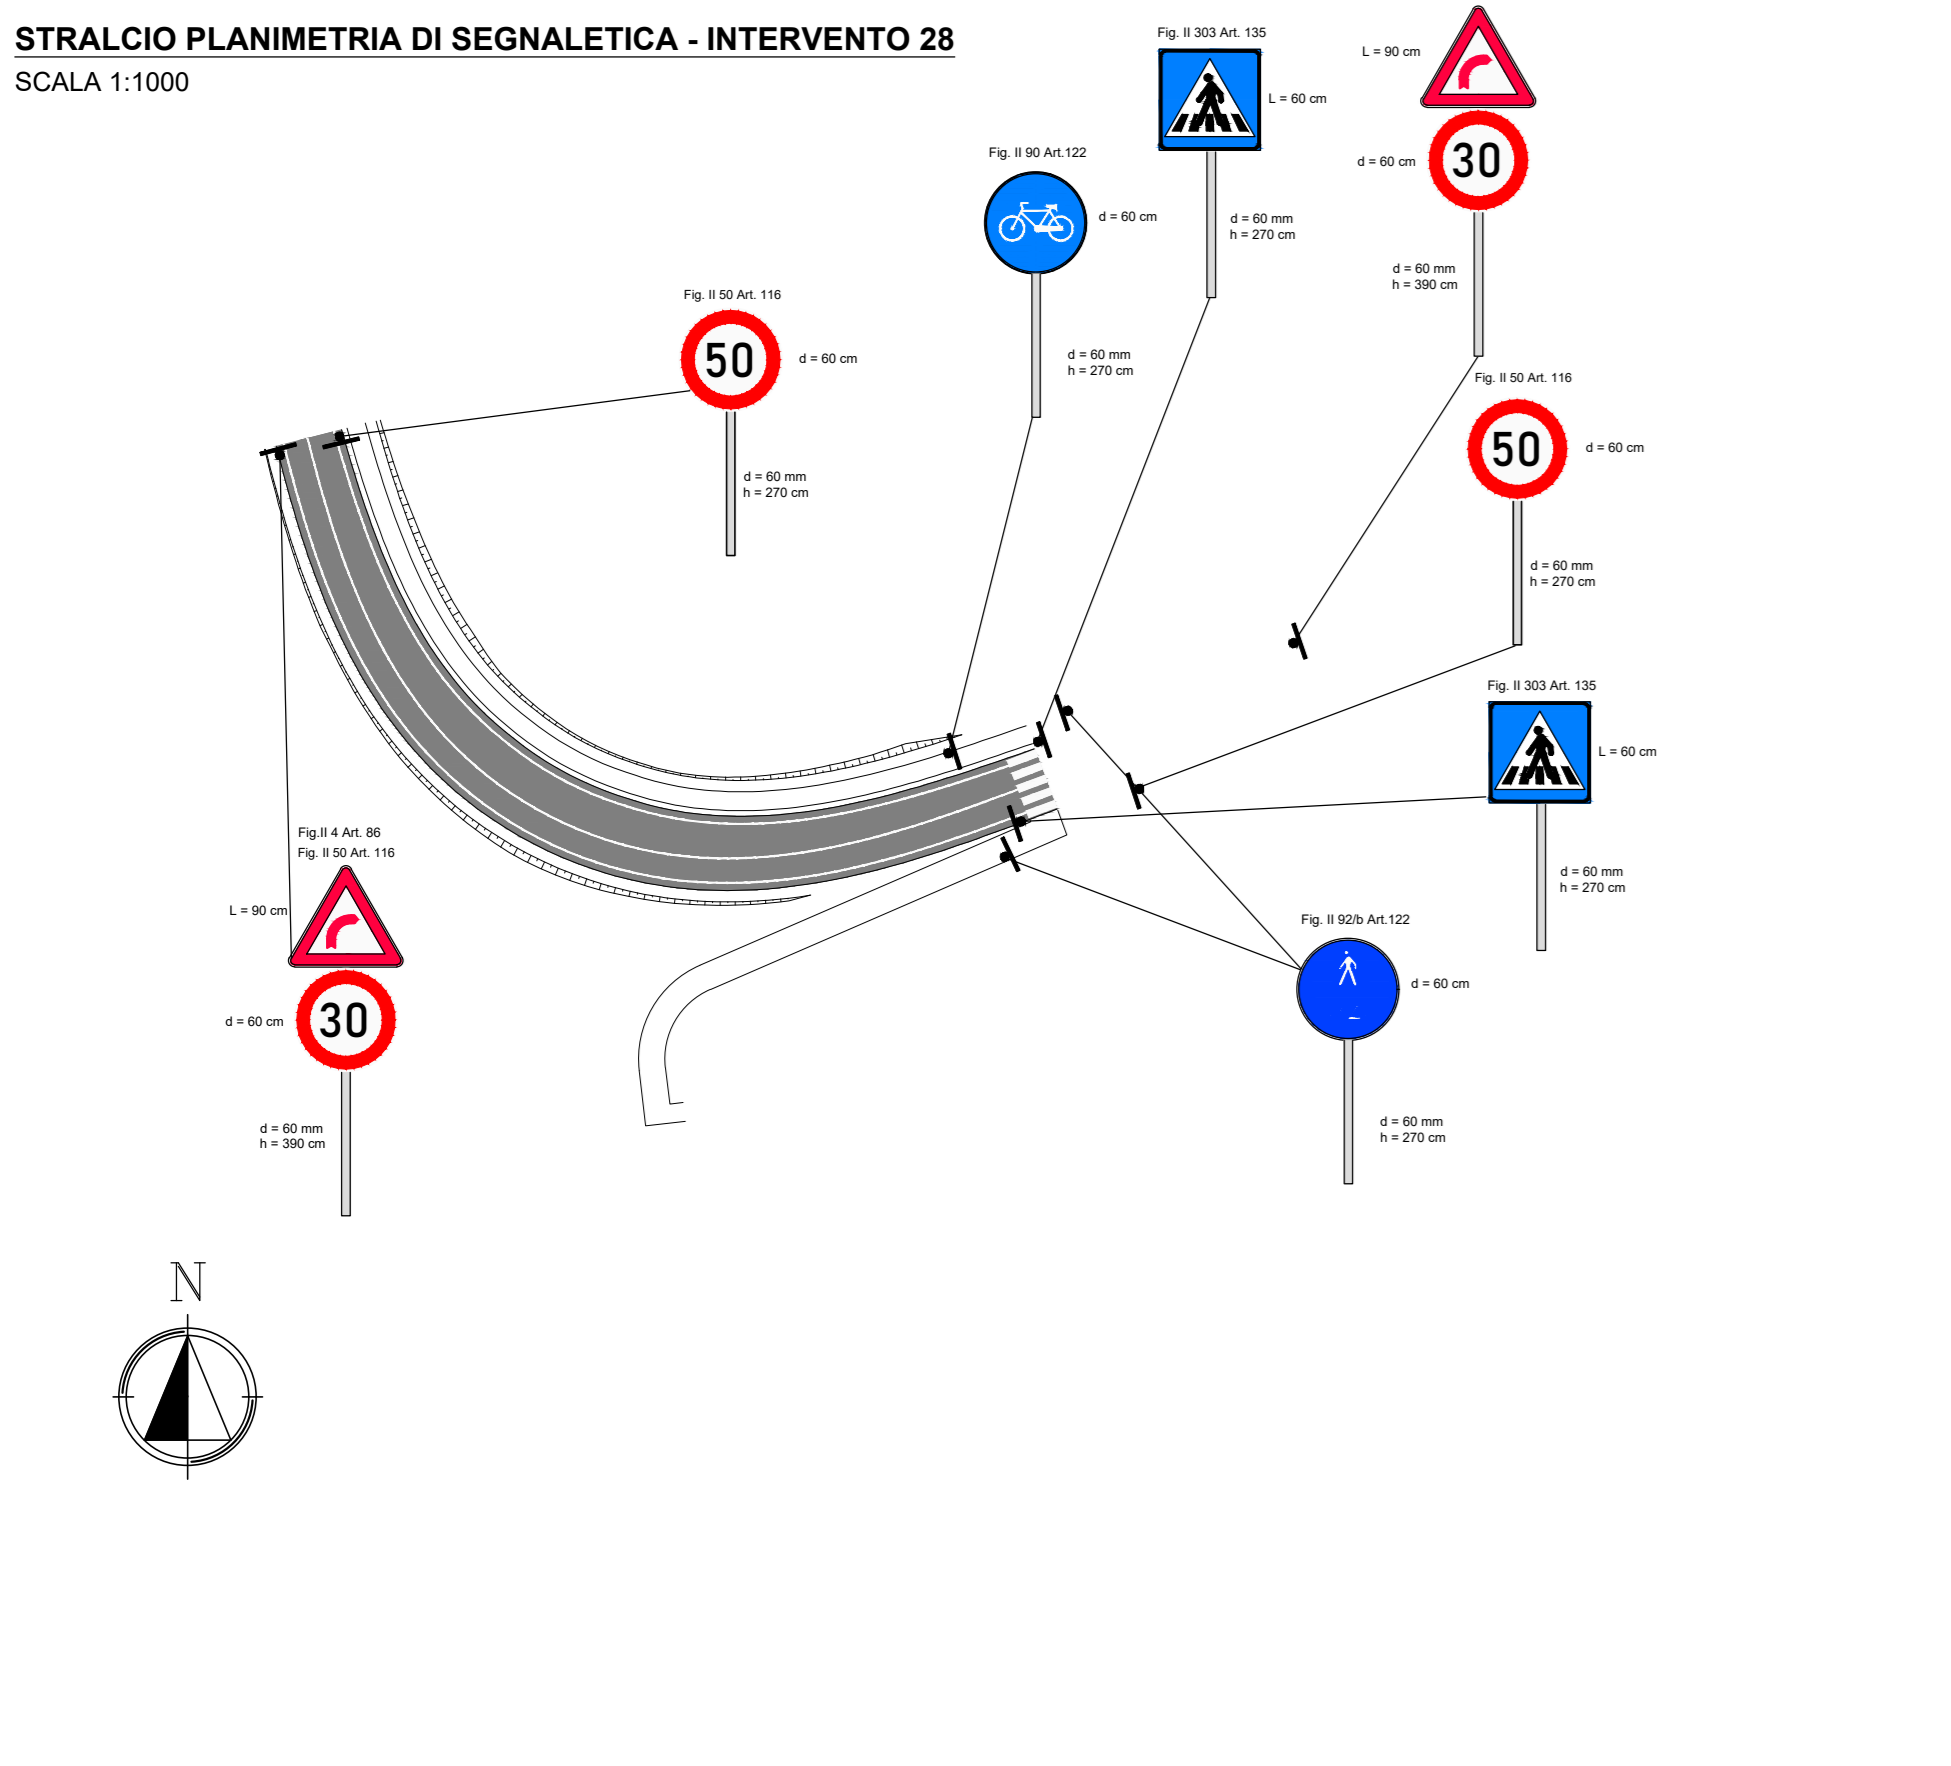 STRALCIO PLANIMETRIA DI SEGNALETICA - INTERVENTO 28
SCALA 1:1000
Fig. II 303 Art. 135
L = 60 cm
d = 60 mm
h = 270 cm
L = 90 cm
30
d = 60 cm
d = 60 mm
h = 390 cm
Fig. II 90 Art.122
d = 60 cm
d = 60 mm
h = 270 cm
Fig. II 50 Art. 116
50
d = 60 cm
d = 60 mm
h = 270 cm
Fig. II 50 Art. 116
50
d = 60 cm
d = 60 mm
h = 270 cm
Fig. II 303 Art. 135
L = 60 cm
d = 60 mm
h = 270 cm
Fig.II 4 Art. 86
Fig. II 50 Art. 116
L = 90 cm
30
d = 60 cm
d = 60 mm
h = 390 cm
Fig. II 92/b Art.122
d = 60 cm
d = 60 mm
h = 270 cm
N